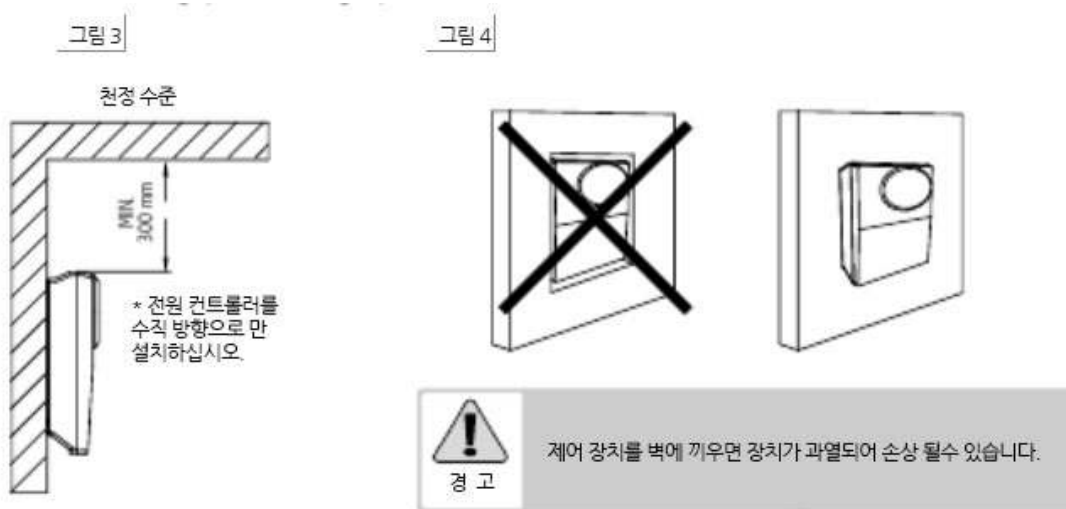 그림 3
그림 4
천정 수준
MIN.
300 mm
* 전원 컨트롤러를
수직 방향으로 만
설치하십시오.
제어 장치를 벽에 끼우면 장치가 과열되어 손상 될수 있습니다.
경 고